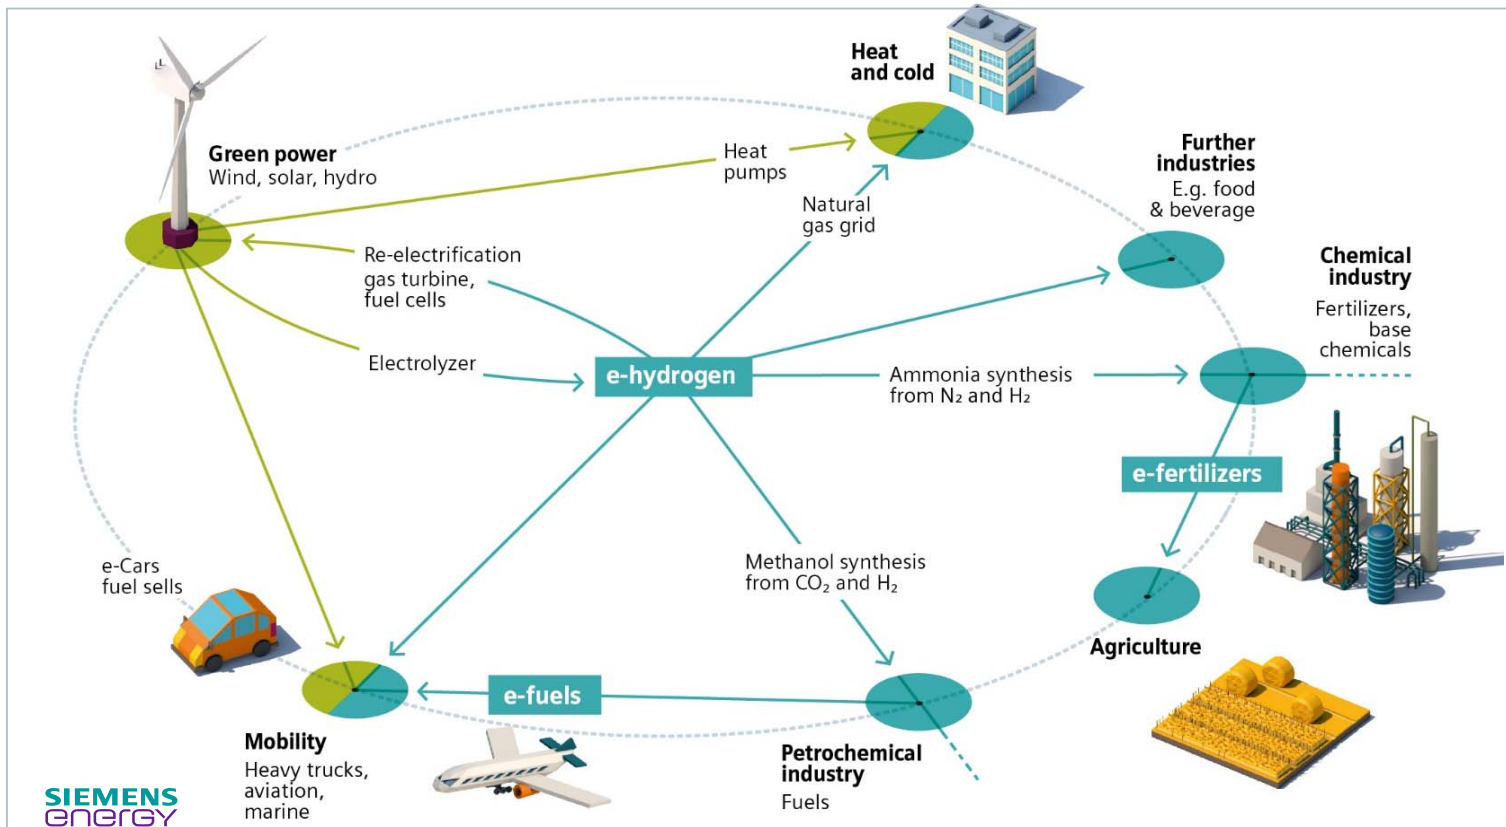 Heat
and cold
Green power
Wind, solar, hydro
Heat
pumps
Further
industries
E.g. food
& beverage
Natural
gas grid
Re-electrification
gas turbine,
fuel cells
Chemical
industry
Fertilizers,
base
chemicals
Electrolyzer
e-hydrogen
Ammonia synthesis
from N₂ and H₂
e-fertilizers
e-Cars
fuel sells
Methanol synthesis
from CO₂ and H₂
Agriculture
e-fuels
Mobility
Heavy trucks,
aviation,
marine
Petrochemical
industry
Fuels
SIEMENS
energy